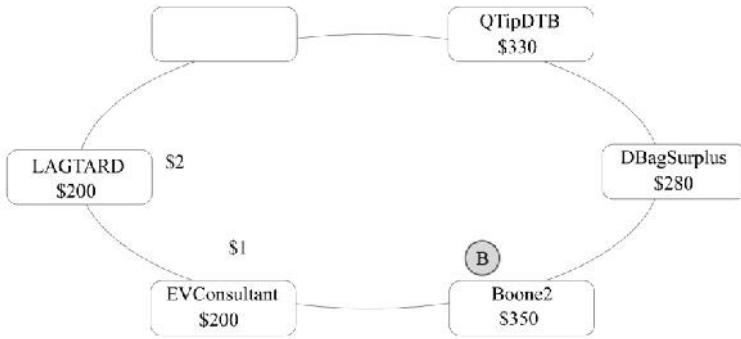 QTipDTB
$330
LAGTARD
$200
$2
DBagSurplus
$280
$1
B
EVConsultant
$200
Boone2
$350